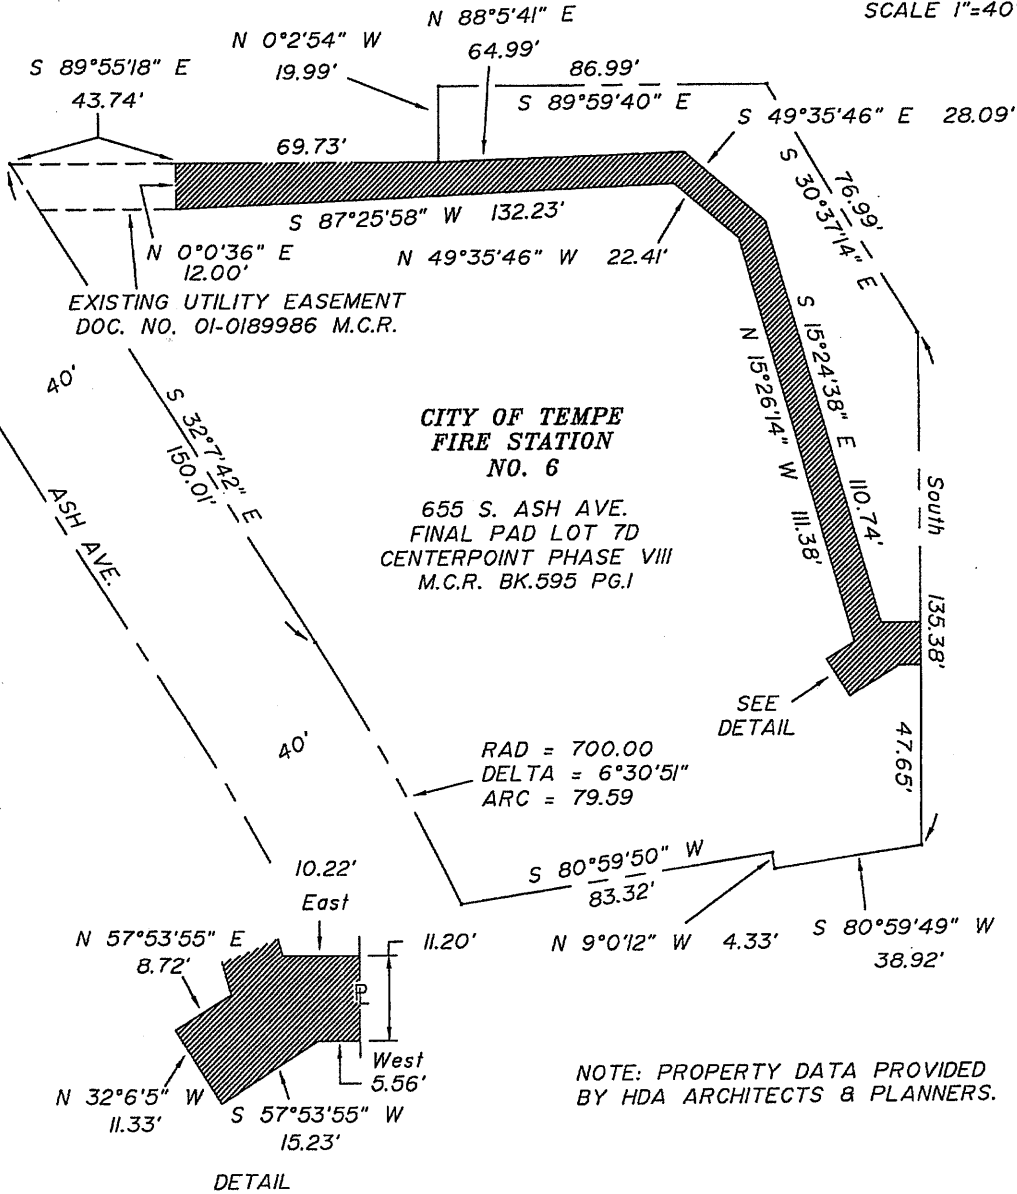 SCALE 1"=40'
N 88°5'41" E
64.99'
N 0°2'54" W
19.99'
S 89°55'18" E
43.74'
86.99'
S 89°59'40" E
S 49°35'46" E 28.09'
69.73'
76.99'
S 30°37'14" E
S 87°25'58" W 132.23'
N 0°0'36" E
12.00'
N 49°35'46" W 22.41'
EXISTING UTILITY EASEMENT
DOC. NO. 01-0189986 M.C.R.
40'
S 32°7'42" E
150.01'
S 15°24'38" E 110.74'
N 15°26'14" W 111.38'
CITY OF TEMPE
FIRE STATION
NO. 6
655 S. ASH AVE.
FINAL PAD LOT 7D
CENTERPOINT PHASE VIII
M.C.R. BK.595 PG.1
ASH AVE.
South 135.38'
SEE
DETAIL
47.65'
40'
RAD = 700.00
DELTA = 6°30'51"
ARC = 79.59
S 80°59'50" W
83.32'
N 9°0'12" W 4.33'
S 80°59'49" W
38.92'
10.22'
East
11.20'
N 57°53'55" E
8.72'
PL
West
5.56'
N 32°6'5" W
11.33'
S 57°53'55" W
15.23'
DETAIL
NOTE: PROPERTY DATA PROVIDED
BY HDA ARCHITECTS & PLANNERS.